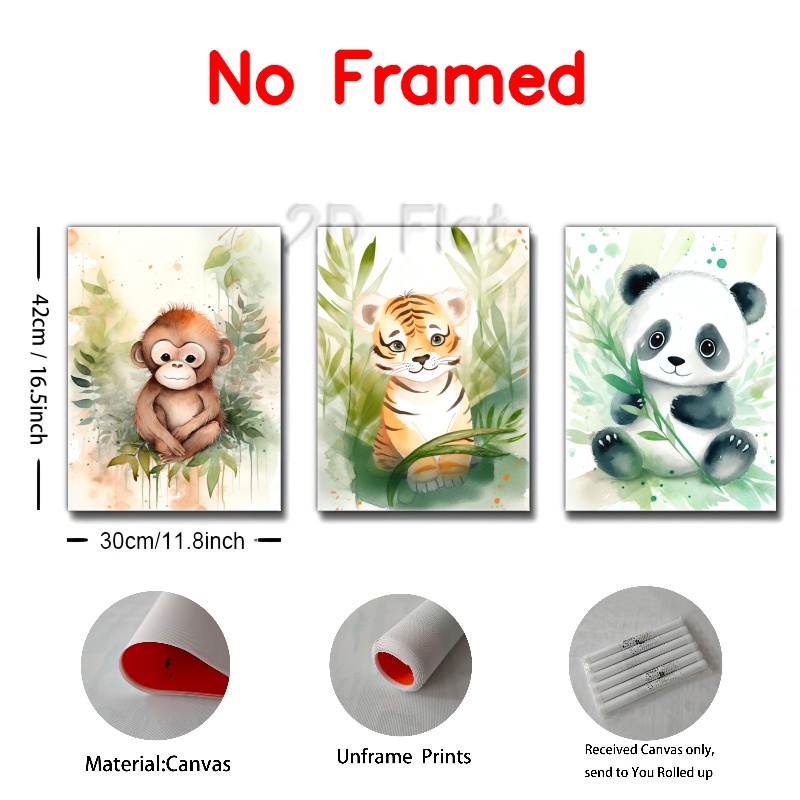 No Framed
2D Flat
42cm / 16.5inch
30cm/11.8inch
Material:Canvas
Unframe Prints
Received Canvas only,
send to You Rolled up